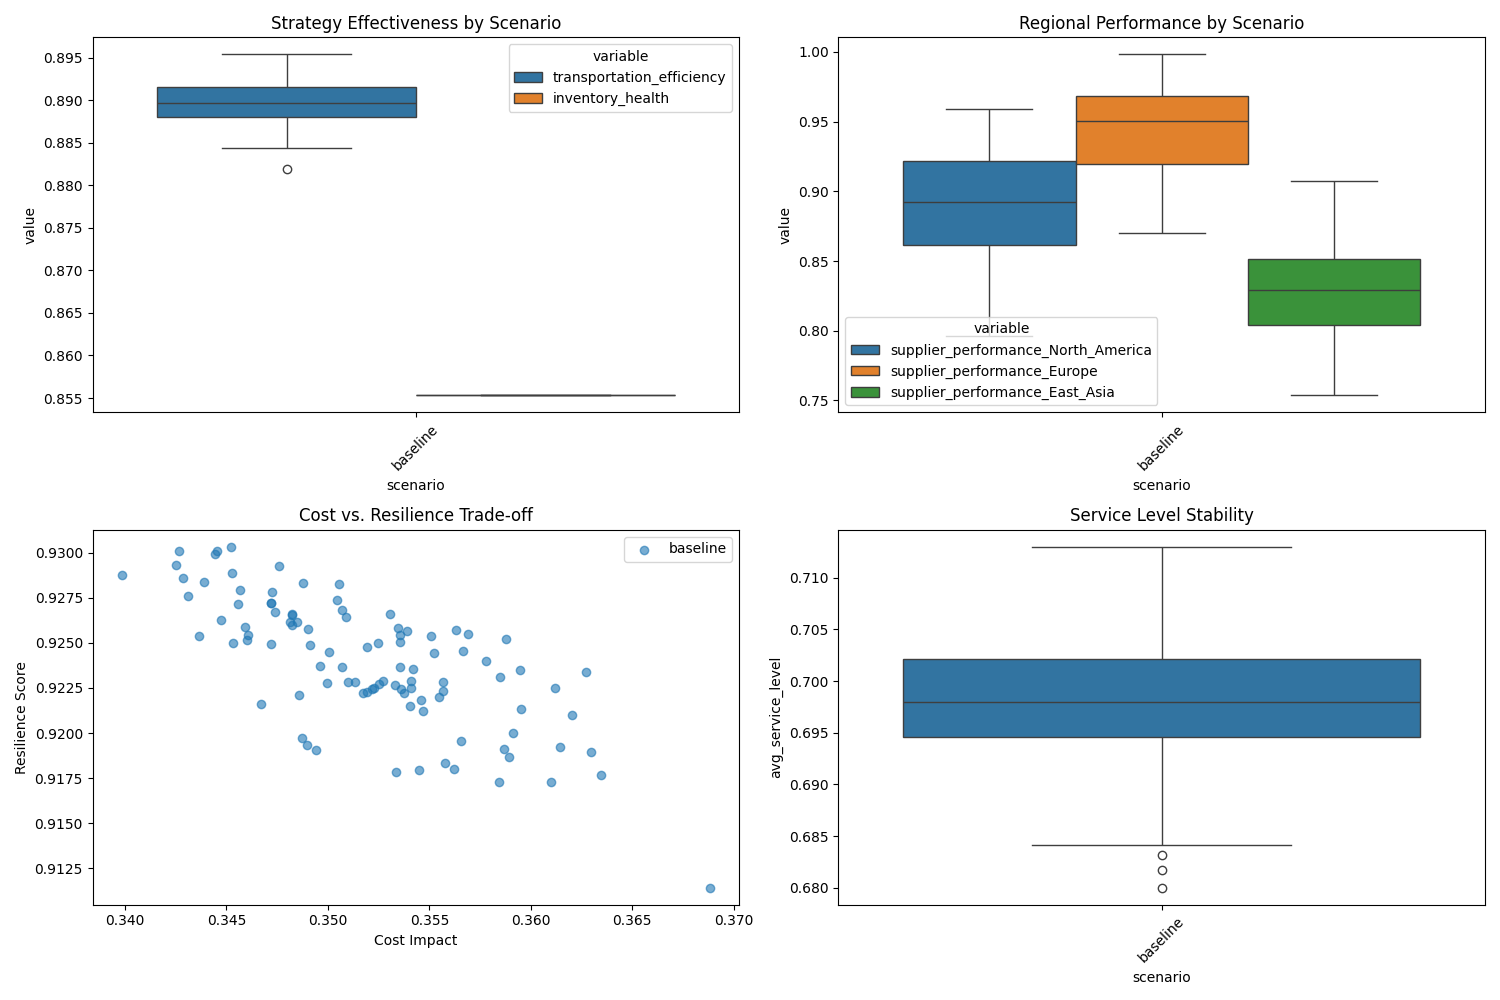 Strategy Effectiveness by Scenario
value
0.895
0.890
0.885
0.880
0.875
0.870
0.865
0.860
0.855
variable
transportation_efficiency
inventory_health
baseline
scenario
Regional Performance by Scenario
value
1.00
0.95
0.90
0.85
0.80
0.75
variable
supplier_performance_North_America
supplier_performance_Europe
supplier_performance_East_Asia
baseline
scenario
Cost vs. Resilience Trade-off
Resilience Score
0.9300
0.9275
0.9250
0.9225
0.9200
0.9175
0.9150
0.9125
baseline
0.340 0.345 0.350 0.355 0.360 0.365 0.370
Cost Impact
Service Level Stability
avg_service_level
0.710
0.705
0.700
0.695
0.690
0.685
0.680
baseline
scenario